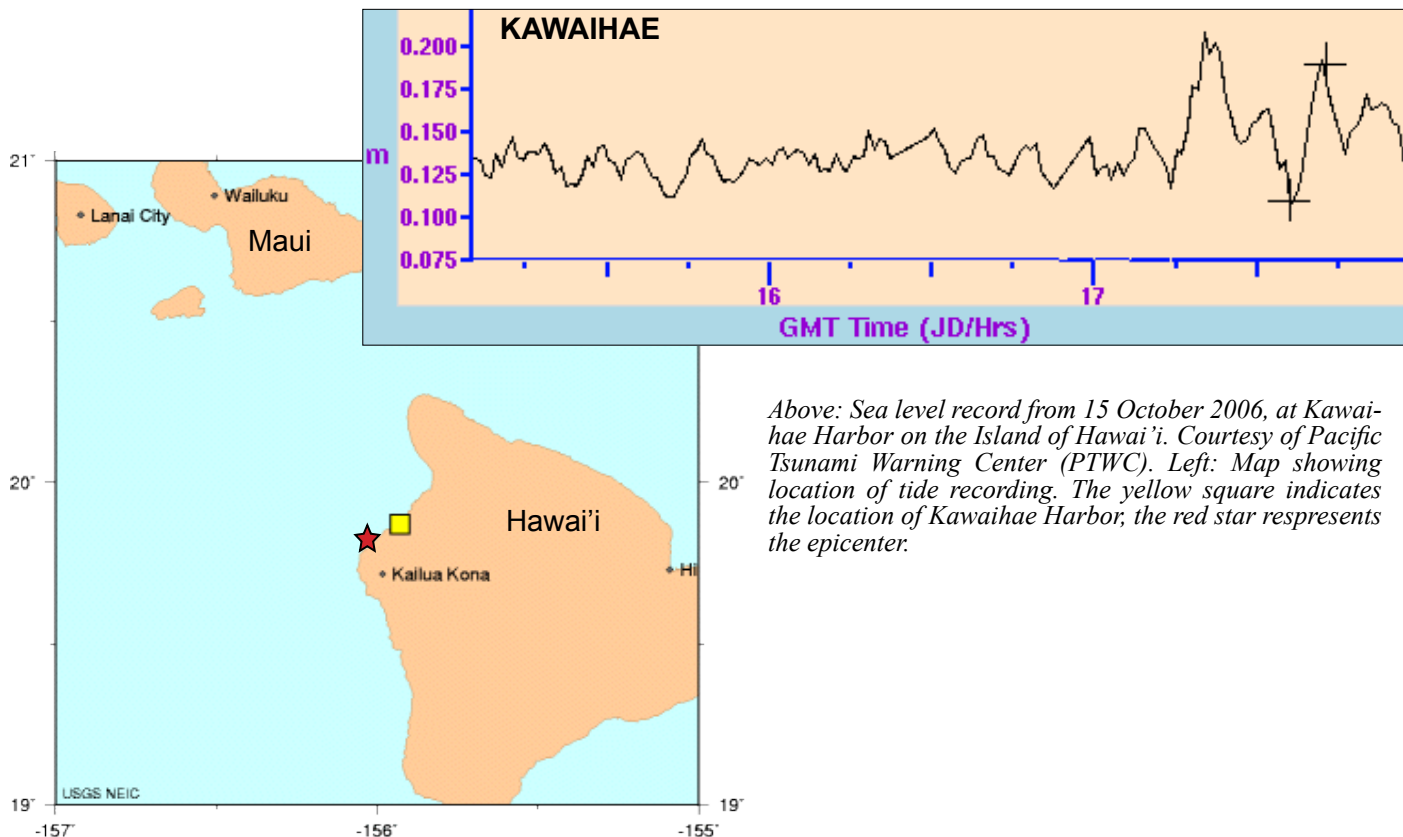 KAWAIHAE
0.200
0.175
0.150
m
0.125
0.100
0.075
16
17
GMT Time (JD/Hrs)
21°
Wailuku
Lanai City
Maui
20°
20°
Hawai’i
Kailua Kona
Hi
USGS NEIC
19°
19°
-157°
-156°
-155°
Above: Sea level record from 15 October 2006, at Kawai-
hae Harbor on the Island of Hawai’i. Courtesy of Pacific
Tsunami Warning Center (PTWC). Left: Map showing
location of tide recording. The yellow square indicates
the location of Kawaihae Harbor, the red star respresents
the epicenter.